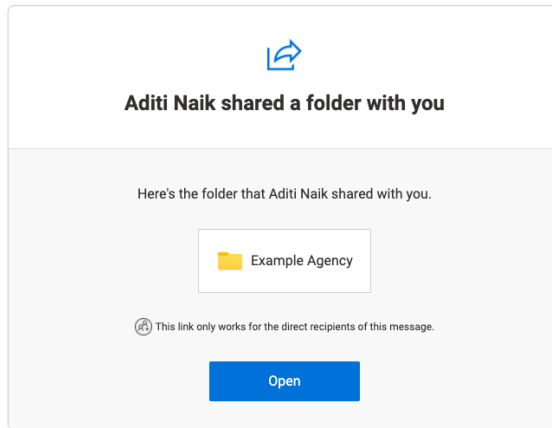 Aditi Naik shared a folder with you
Here's the folder that Aditi Naik shared with you.
Example Agency
This link only works for the direct recipients of this message.
Open